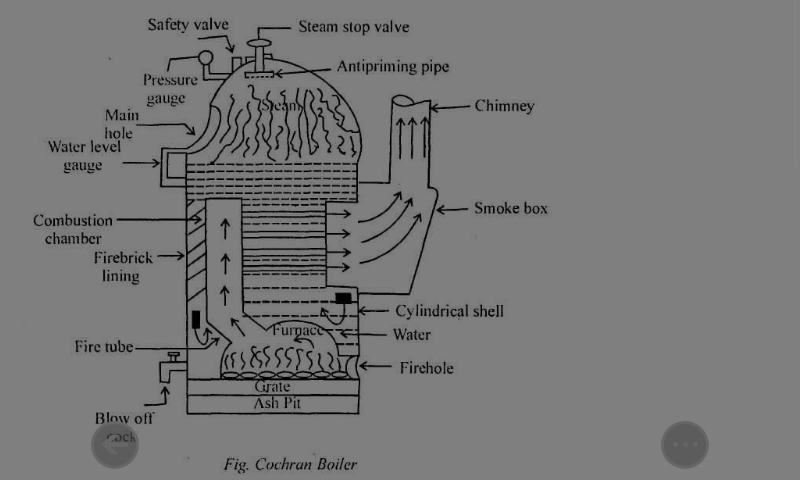 Safety valve
Steam stop valve
Antipriming pipe
Pressure
gauge
Steam
Chimney
Main
hole
Water level
gauge
Smoke box
Combustion
chamber
Firebrick
lining
Cylindrical shell
Furnace
Water
Fire tube
Firehole
Grate
Ash Pit
Blow off
cock
Fig. Cochran Boiler